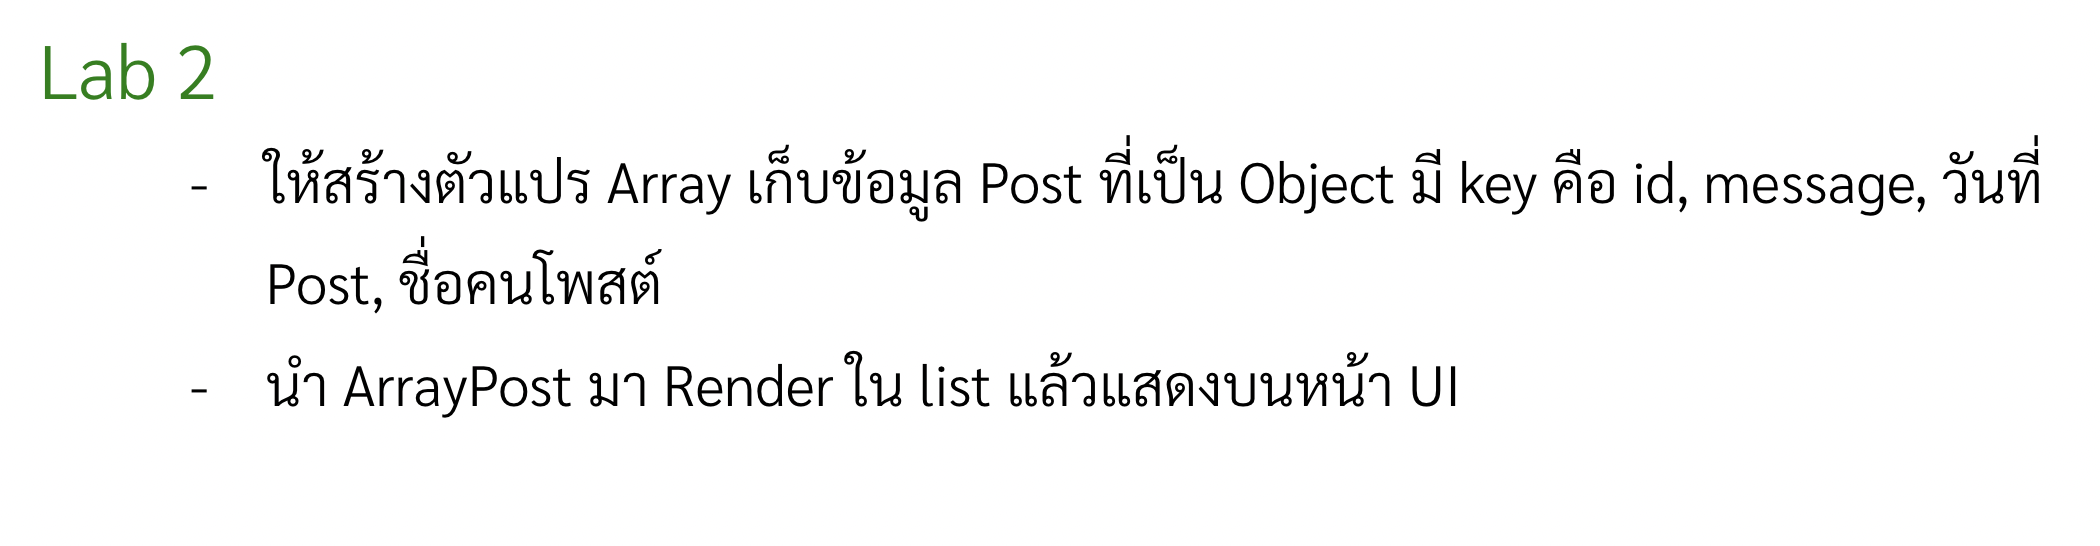 Lab 2
- ให้สร้างตัวแปร Array เก็บข้อมูล Post ที่เป็น Object มี key คือ id, message, วันที่
Post, ชื่อคนโพสต์
- นำ ArrayPost มา Render ใน list แล้วแสดงบนหน้า UI